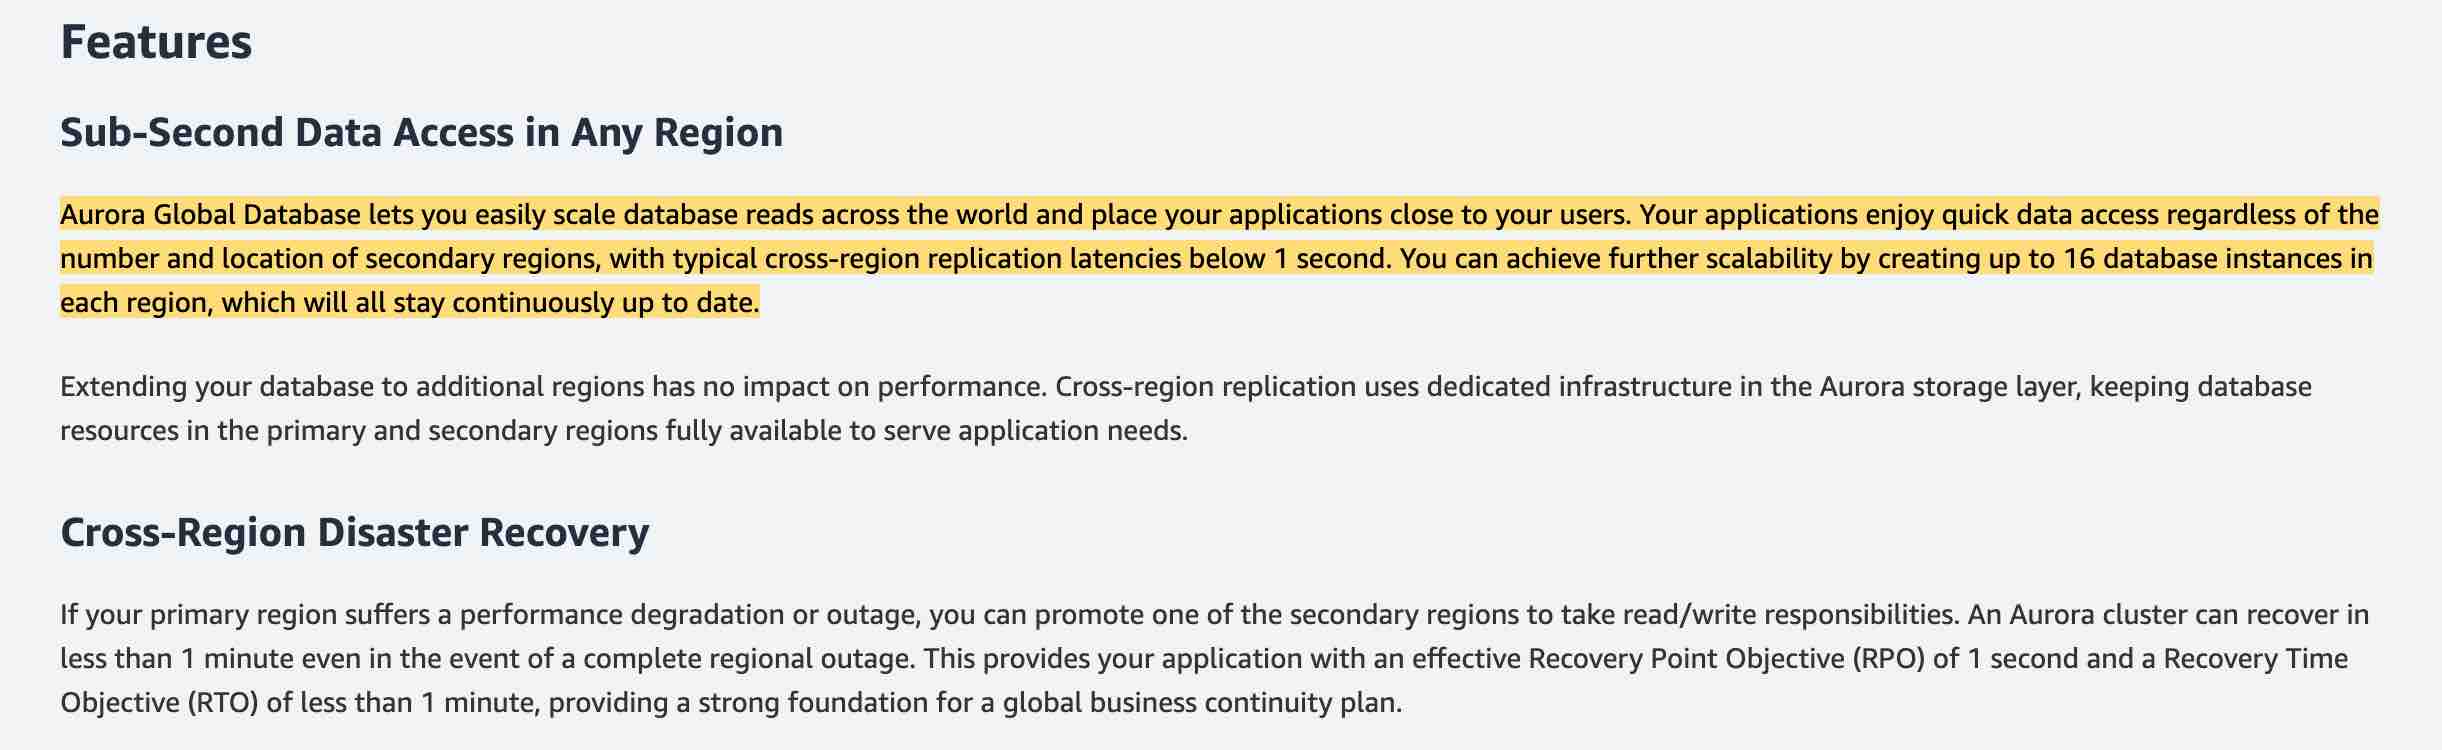 Features
Sub-Second Data Access in Any Region
Aurora Global Database lets you easily scale database reads across the world and place your applications close to your users. Your applications enjoy quick data access regardless of the
number and location of secondary regions, with typical cross-region replication latencies below 1 second. You can achieve further scalability by creating up to 16 database instances in
each region, which will all stay continuously up to date.
Extending your database to additional regions has no impact on performance. Cross-region replication uses dedicated infrastructure in the Aurora storage layer, keeping database
resources in the primary and secondary regions fully available to serve application needs.
Cross-Region Disaster Recovery
If your primary region suffers a performance degradation or outage, you can promote one of the secondary regions to take read/write responsibilities. An Aurora cluster can recover in
less than 1 minute even in the event of a complete regional outage. This provides your application with an effective Recovery Point Objective (RPO) of 1 second and a Recovery Time
Objective (RTO) of less than 1 minute, providing a strong foundation for a global business continuity plan.